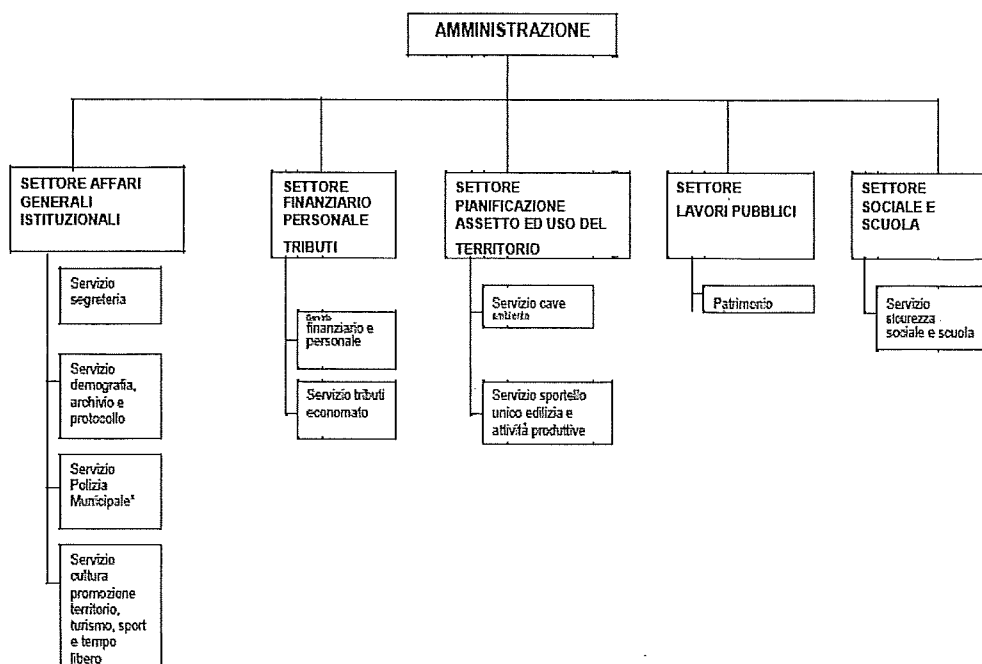 AMMINISTRAZIONE
SETTORE AFFARI
GENERALI
ISTITUZIONALI
Servizio
segreteria
Servizio
demografia,
archivio e
protocollo
Servizio
Polizia
Municipale*
Servizio
cultura
promozione
territorio,
turismo, sport
e tempo
libero
SETTORE
FINANZIARIO
PERSONALE
TRIBUTI
Servizio
finanziario e
personale
Servizio tributi
economato
SETTORE
PIANIFICAZIONE
ASSETTO ED USO DEL
TERRITORIO
Servizio cave
ambiente
Servizio sportello
unico edilizia e
attività produttive
SETTORE
LAVORI PUBBLICI
Patrimonio
SETTORE
SOCIALE E
SCUOLA
Servizio
sicurezza
sociale e scuola